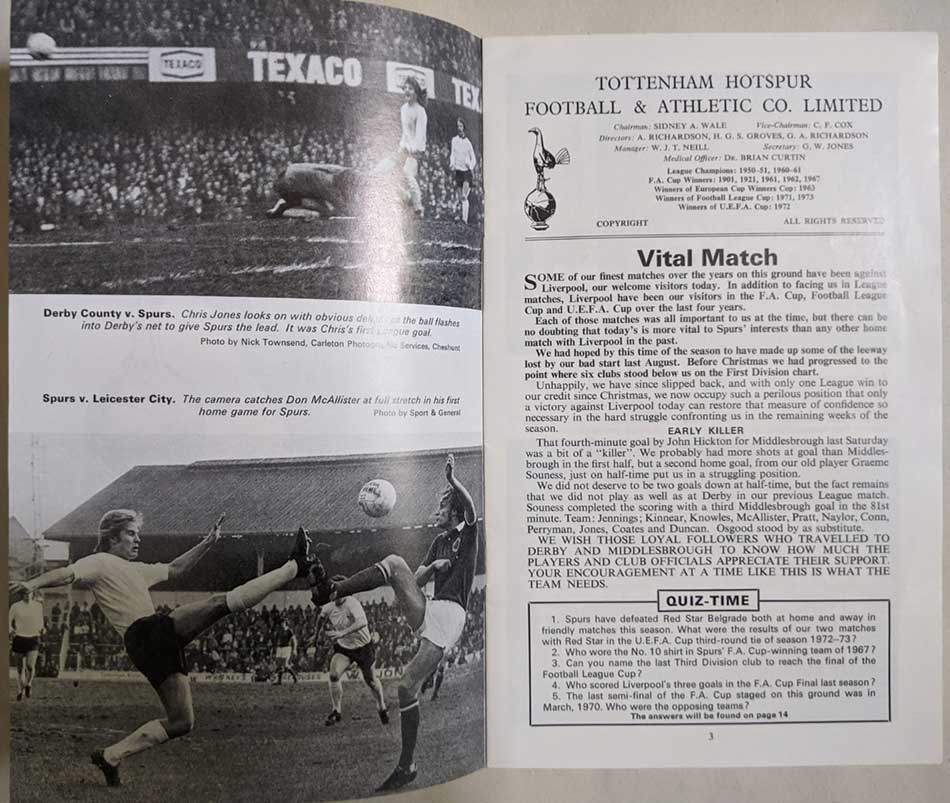 TEXACO
TEXACO
TEX
Derby County v. Spurs. Chris Jones looks on with obvious delight as the ball flashes
into Derby's net to give Spurs the lead. It was Chris's first League goal.
Photo by Nick Townsend, Carleton Photographic Services, Cheshunt
Spurs v. Leicester City. The camera catches Don McAllister at full stretch in his first
home game for Spurs. Photo by Sport & General
TOTTENHAM HOTSPUR
FOOTBALL & ATHLETIC CO. LIMITED
Chairman: SIDNEY A. WALE Vice-Chairman: C. F. COX
Directors: A. RICHARDSON, H. G. S. GROVES, G. A. RICHARDSON
Manager: W. J. T. NEILL Secretary: G. W. JONES
Medical Officer: DR. BRIAN CURTIN
League Champions: 1950-51, 1960-61
F.A. Cup Winners: 1901, 1921, 1961, 1962, 1967
Winners of European Cup Winners Cup: 1963
Winners of Football League Cup: 1971, 1973
Winners of U.E.F.A. Cup: 1972
COPYRIGHT ALL RIGHTS RESERVED
Vital Match
SOME of our finest matches over the years on this ground have been against
Liverpool, our welcome visitors today. In addition to facing us in League
matches, Liverpool have been our visitors in the F.A. Cup, Football League
Cup and U.E.F.A. Cup over the last four years.
Each of those matches was all important to us at the time, but there can be
no doubting that today's is more vital to Spurs' interests than any other home
match with Liverpool in the past.
We had hoped by this time of the season to have made up some of the leeway
lost by our bad start last August. Before Christmas we had progressed to the
point where six clubs stood below us on the First Division chart.
Unhappily, we have since slipped back, and with only one League win to
our credit since Christmas, we now occupy such a perilous position that only
a victory against Liverpool today can restore that measure of confidence so
necessary in the hard struggle confronting us in the remaining weeks of the
season.
EARLY KILLER
That fourth-minute goal by John Hickton for Middlesbrough last Saturday
was a bit of a "killer". We probably had more shots at goal than Middles-
brough in the first half, but a second home goal, from our old player Graeme
Souness, just on half-time put us in a struggling position.
We did not deserve to be two goals down at half-time, but the fact remains
that we did not play as well as at Derby in our previous League match.
Souness completed the scoring with a third Middlesbrough goal in the 81st
minute. Team: Jennings; Kinnear, Knowles, McAllister, Pratt, Naylor, Conn,
Perryman, Jones, Coates and Duncan. Osgood stood by as substitute.
WE WISH THOSE LOYAL FOLLOWERS WHO TRAVELLED TO
DERBY AND MIDDLESBROUGH TO KNOW HOW MUCH THE
PLAYERS AND CLUB OFFICIALS APPRECIATE THEIR SUPPORT.
YOUR ENCOURAGEMENT AT A TIME LIKE THIS IS WHAT THE
TEAM NEEDS.
QUIZ-TIME
1. Spurs have defeated Red Star Belgrade both at home and away in
friendly matches this season. What were the results of our two matches
with Red Star in the U.E.F.A. Cup third-round tie of season 1972-73?
2. Who wore the No. 10 shirt in Spurs' F.A. Cup-winning team of 1967?
3. Can you name the last Third Division club to reach the final of the
Football League Cup?
4. Who scored Liverpool's three goals in the F.A. Cup Final last season?
5. The last semi-final of the F.A. Cup staged on this ground was in
March, 1970. Who were the opposing teams?
The answers will be found on page 14
3